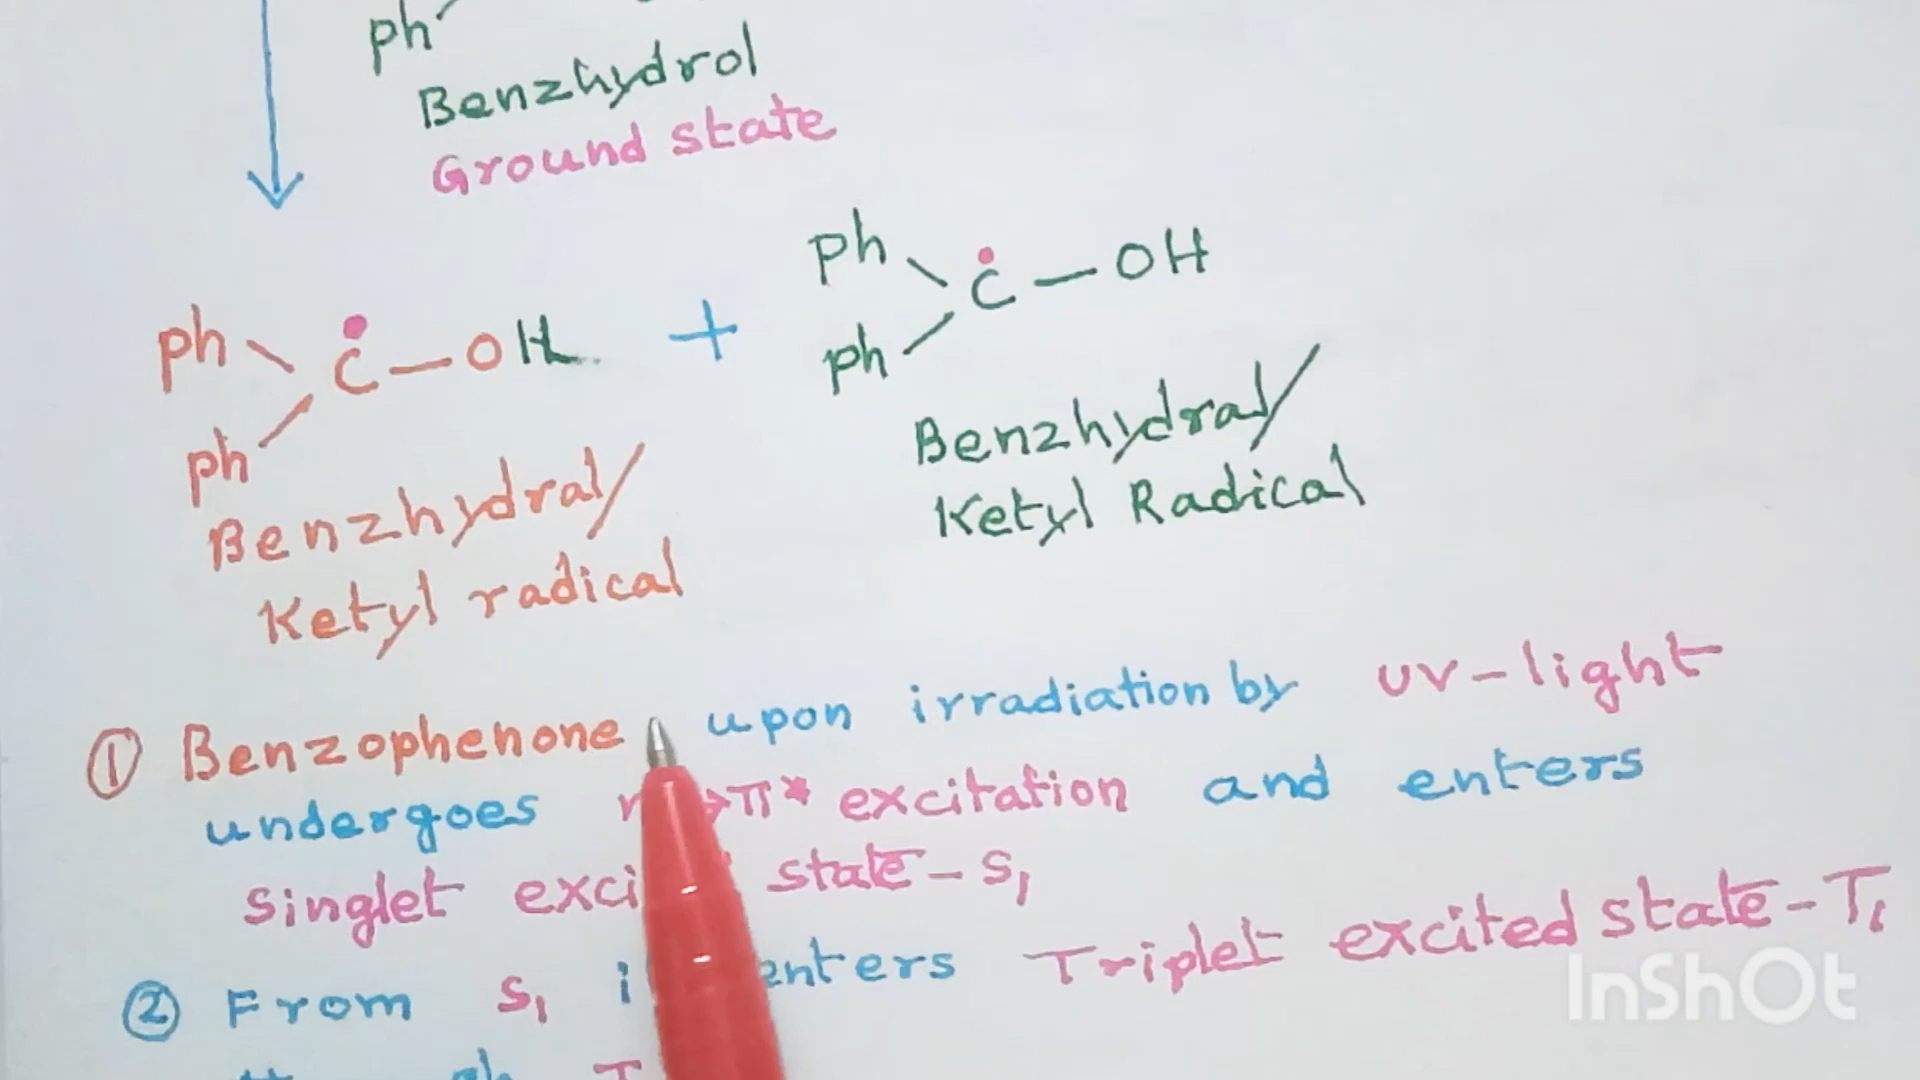 ph
Benzhydrol
Ground state
ph
ph
Ċ — OH
+
ph
ph
Ċ — OH
Benzhydral/
Ketyl radical
Benzhydral/
Ketyl Radical
① Benzophenone upon irradiation by UV-light
undergoes π* excitation and enters
singlet state - S₁
② From S₁ enters Triplet excited state - T₁
InShOt